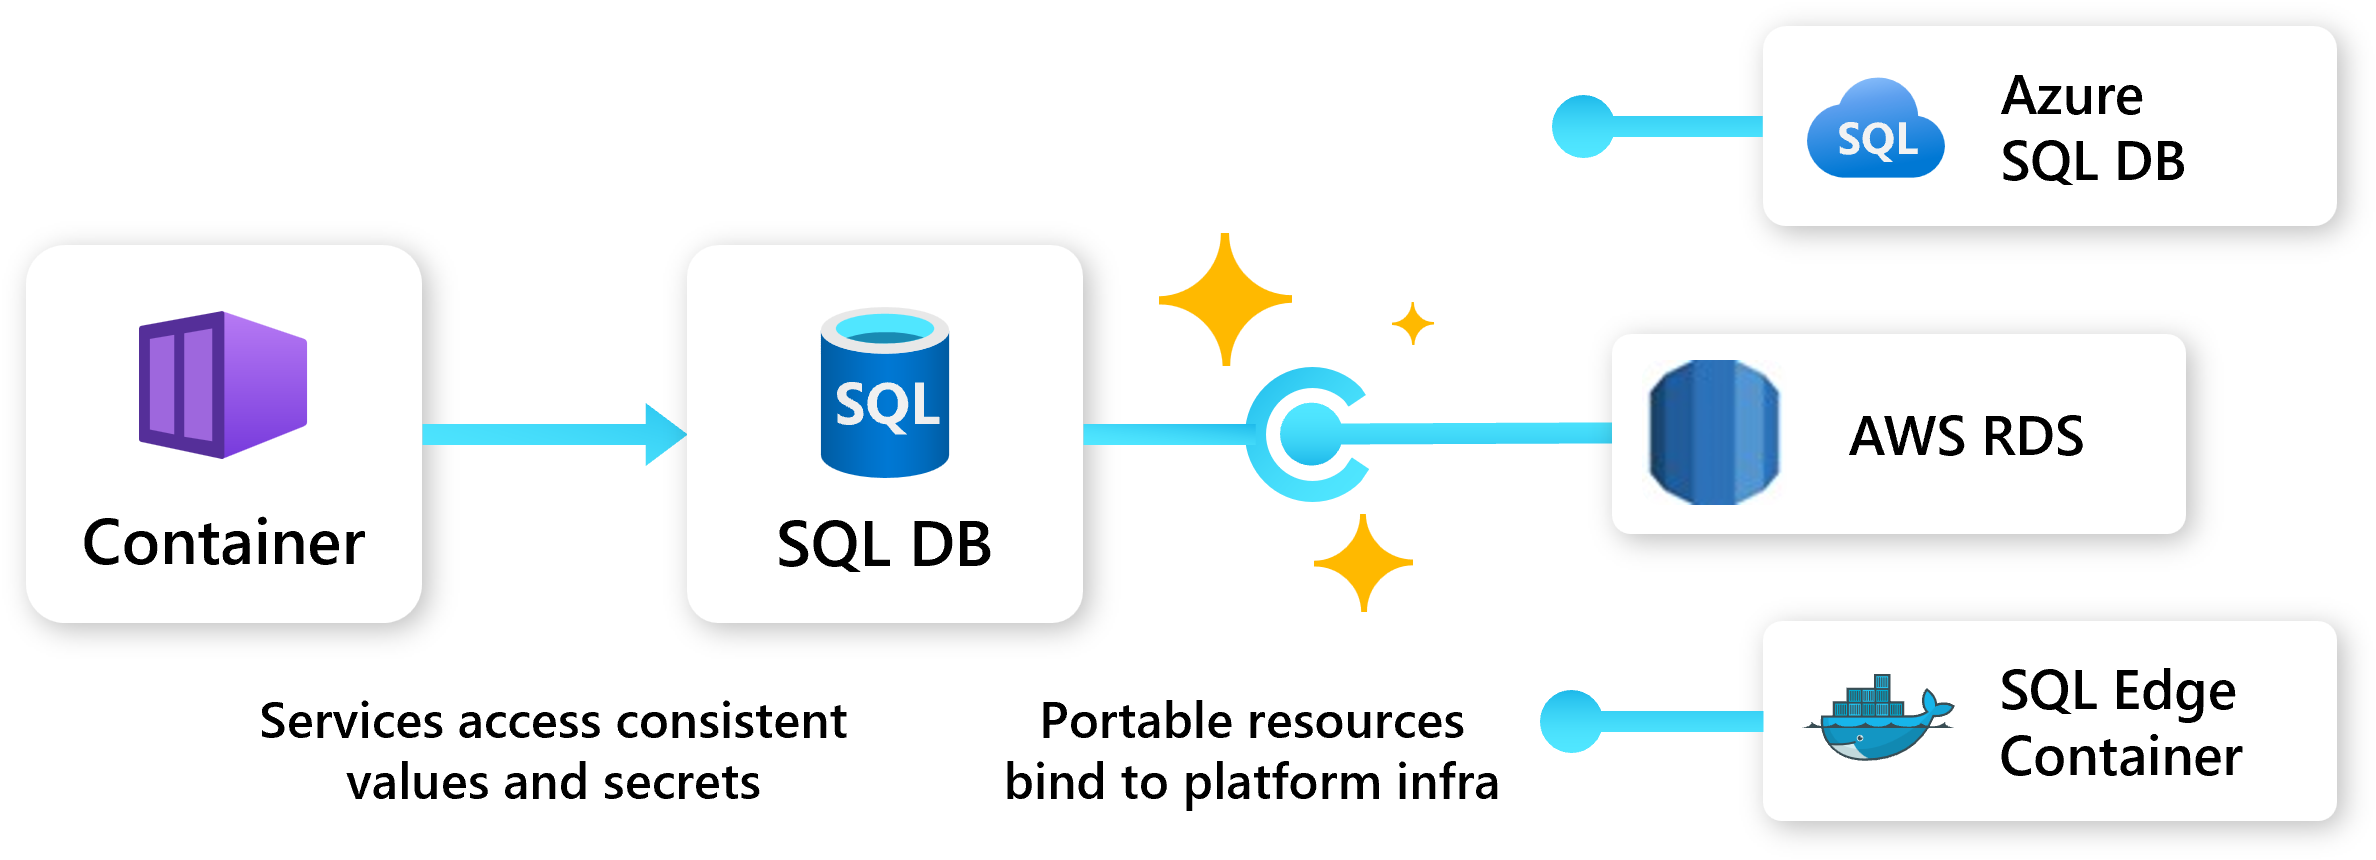 Container
SQL
SQL DB
Services access consistent
values and secrets
Portable resources
bind to platform infra
SQL
Azure
SQL DB
AWS RDS
SQL Edge
Container